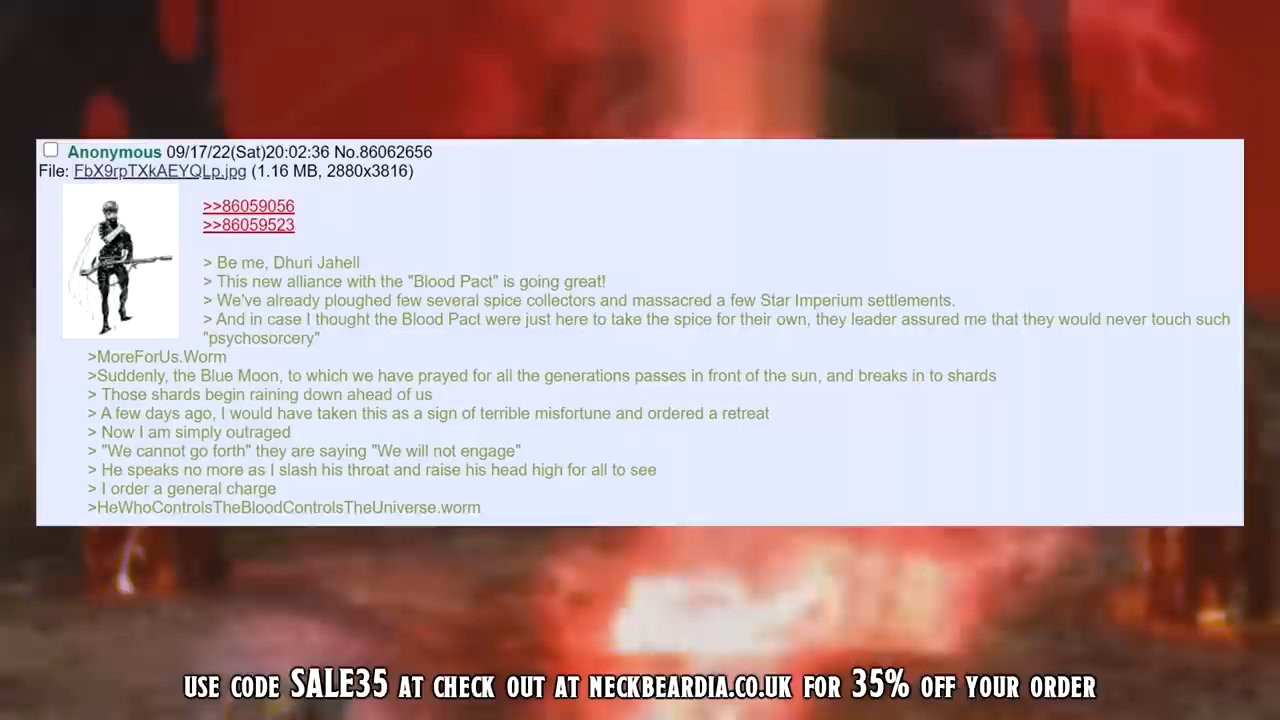 Anonymous 09/17/22(Sat)20:02:36 No.86062656
File: FbX9rpTXkAEYQLp.jpg (1.16 MB, 2880x3816)
>>86059056
>>86059523
> Be me, Dhuri Jahell
> This new alliance with the "Blood Pact" is going great!
> We've already ploughed few several spice collectors and massacred a few Star Imperium settlements.
> And in case I thought the Blood Pact were just here to take the spice for their own, they leader assured me that they would never touch such
"psychosorcery"
>MoreForUs.Worm
>Suddenly, the Blue Moon, to which we have prayed for all the generations passes in front of the sun, and breaks in to shards
> Those shards begin raining down ahead of us
> A few days ago, I would have taken this as a sign of terrible misfortune and ordered a retreat
> Now I am simply outraged
> "We cannot go forth" they are saying "We will not engage"
> He speaks no more as I slash his throat and raise his head high for all to see
> I order a general charge
>HeWhoControlsTheBloodControlsTheUniverse.worm
USE CODE SALE35 AT CHECK OUT AT NECKBEARDIA.CO.UK FOR 35% OFF YOUR ORDER